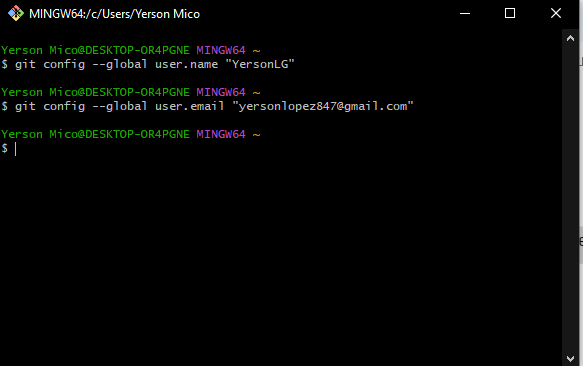 MINGW64:/c/Users/Yerson Mico
Yerson Mico@DESKTOP-OR4PGNE MINGW64 ~
$ git config --global user.name "YersonLG"
Yerson Mico@DESKTOP-OR4PGNE MINGW64 ~
$ git config --global user.email "yersonlopez847@gmail.com"
Yerson Mico@DESKTOP-OR4PGNE MINGW64 ~
$